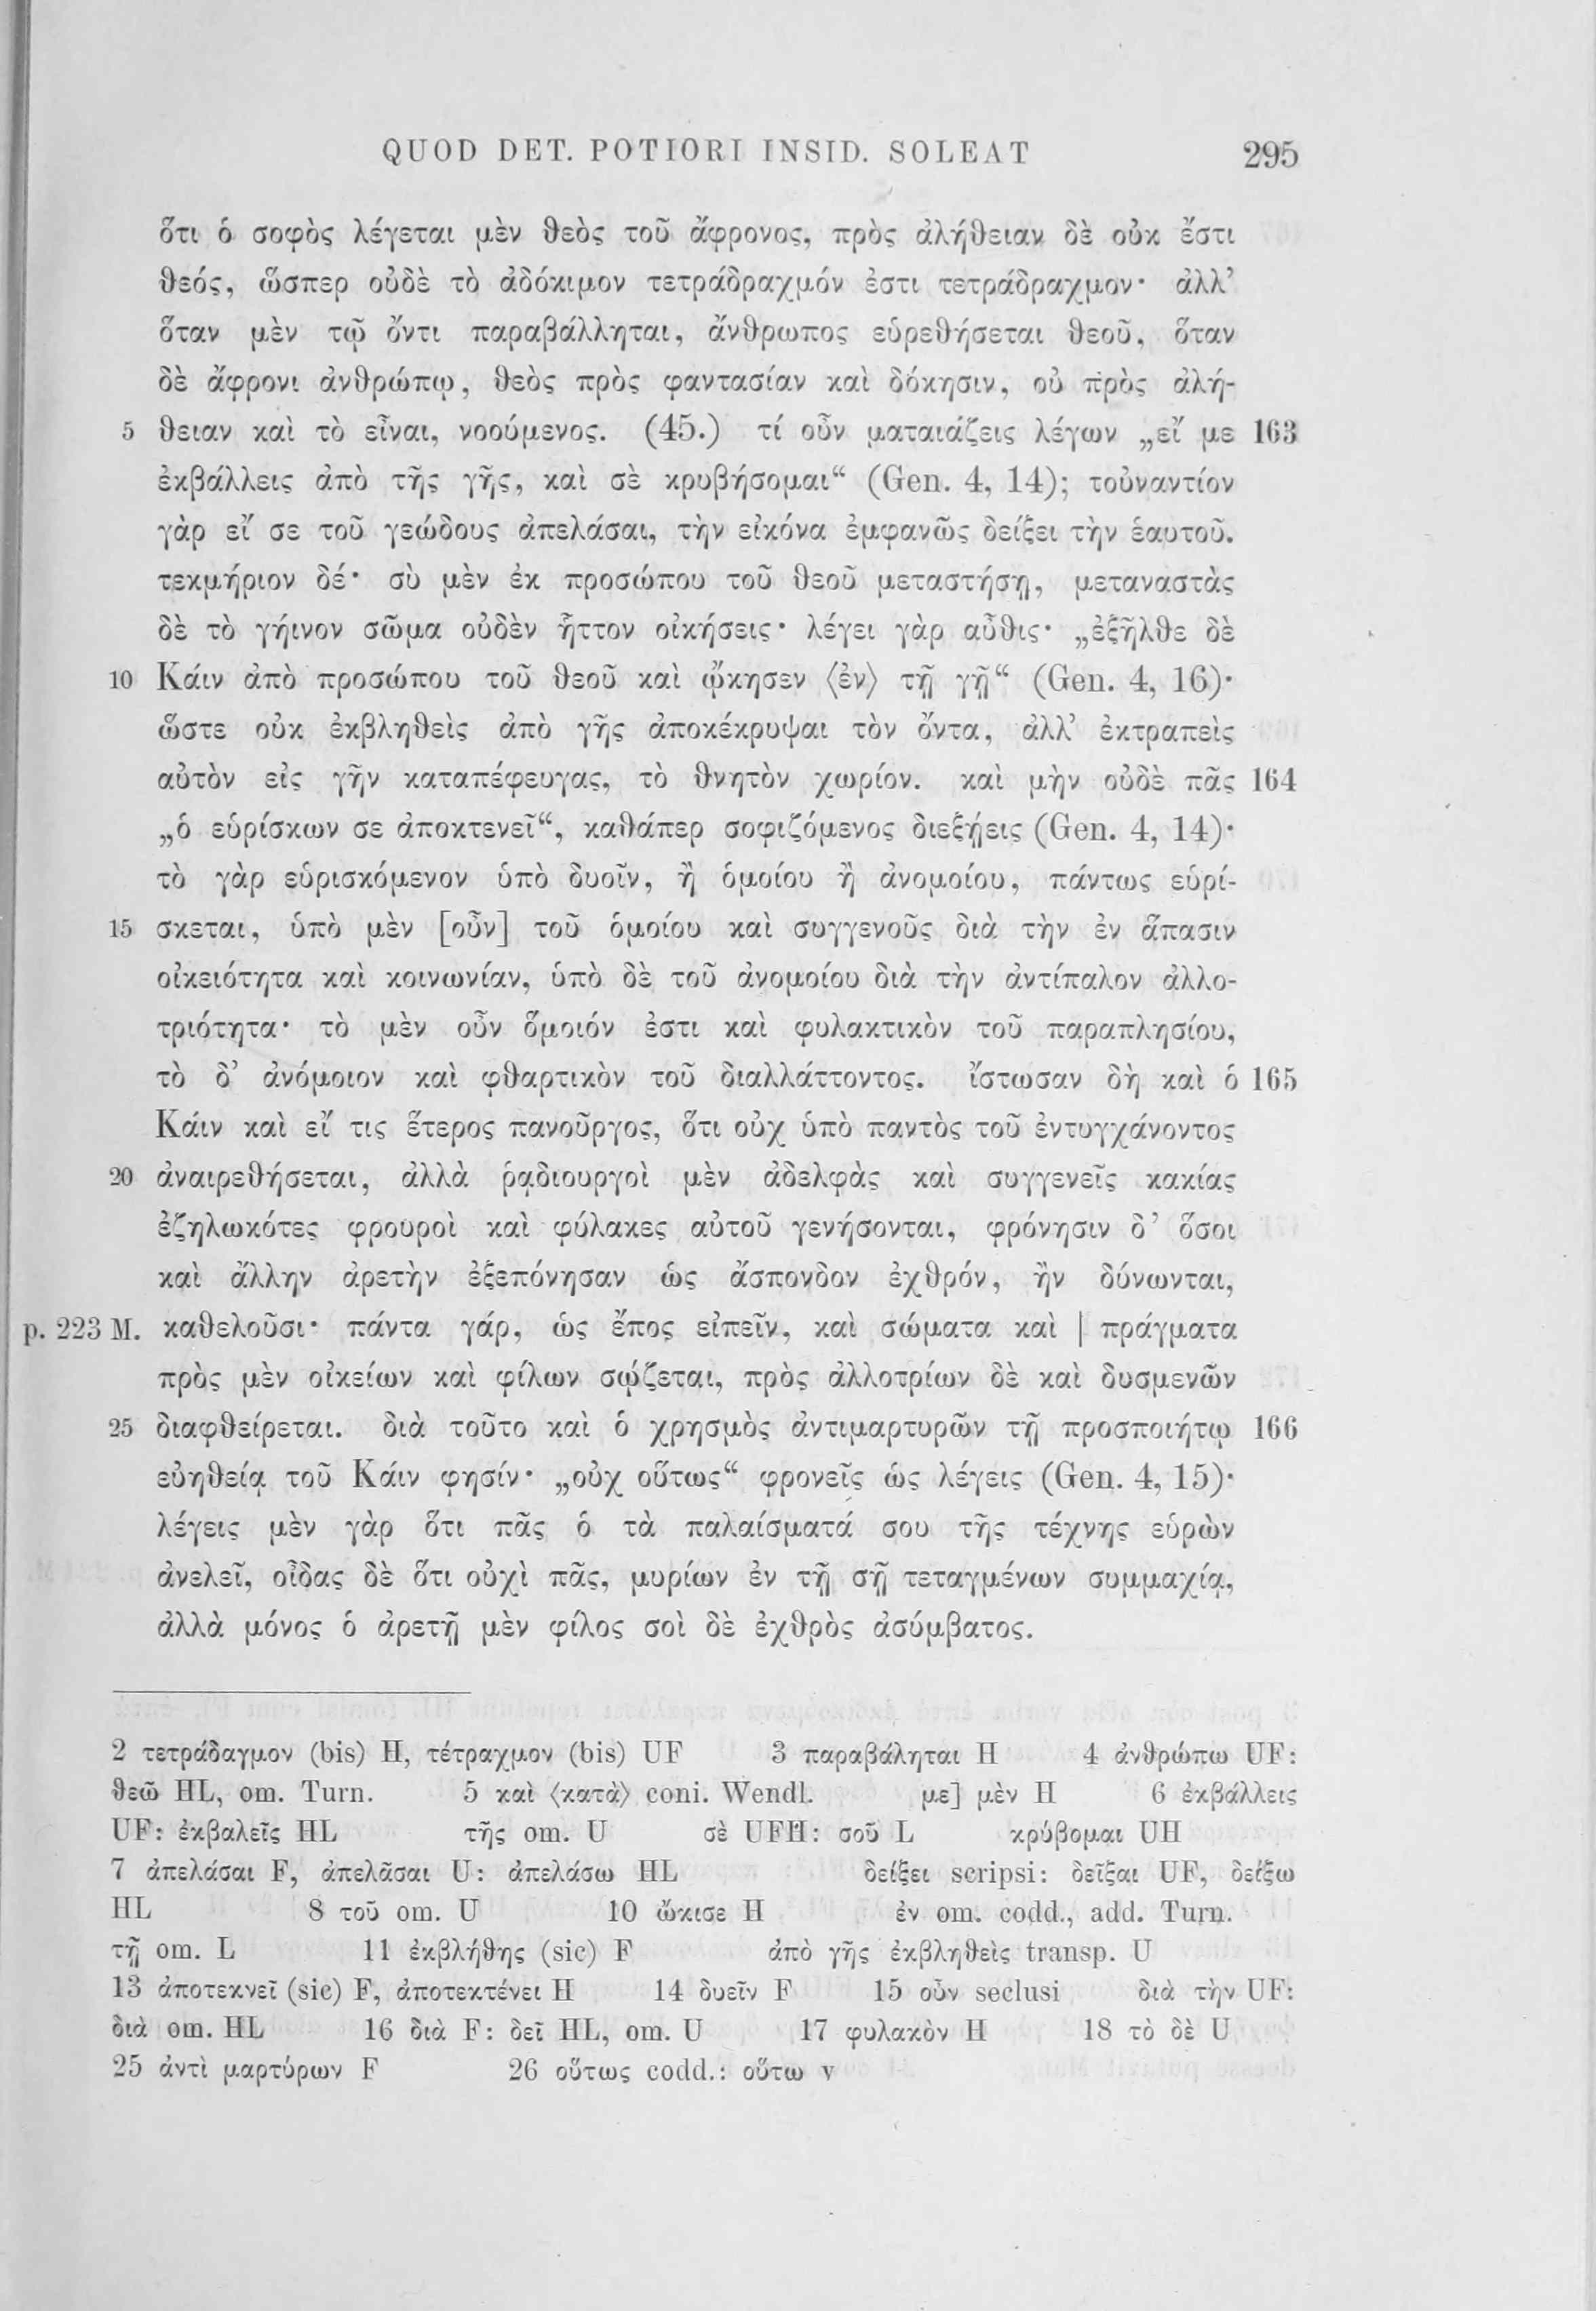 QUOD DET. POTIORI INSID. SOLEAT 295
ὅτι ὁ σοφὸς λέγεται μὲν θεὸς τοῦ ἄφρονος, πρὸς ἀλήθειαν δὲ οὐκ ἔστι
θεός, ὥσπερ οὐδὲ τὸ ἀδόκιμον τετράδραχμόν ἐστι τετράδραχμον· ἀλλ’
ὅταν μὲν τῷ ὄντι παραβάλληται, ἄνθρωπος εὑρεθήσεται θεοῦ, ὅταν
δὲ ἄφρονι ἀνθρώπῳ, θεὸς πρὸς φαντασίαν καὶ δόκησιν, οὐ πρὸς ἀλή-
5 θειαν καὶ τὸ εἶναι, νοούμενος. (45.) τί οὖν ματαιάζεις λέγων „εἴ με 163
ἐκβάλλεις ἀπὸ τῆς γῆς, καὶ σὲ κρυβήσομαι“ (Gen. 4, 14); τοὐναντίον
γὰρ εἴ σε τοῦ γεώδους ἀπελάσαι, τὴν εἰκόνα ἐμφανῶς δείξει τὴν ἑαυτοῦ.
τεκμήριον δέ· σὺ μὲν ἐκ προσώπου τοῦ θεοῦ μεταστήσῃ, μεταναστὰς
δὲ τὸ γήινον σῶμα οὐδὲν ἧττον οἰκήσεις· λέγει γὰρ αὖθις· „ἐξῆλθε δὲ
10 Κάιν ἀπὸ προσώπου τοῦ θεοῦ καὶ ᾤκησεν ⟨ἐν⟩ τῇ γῇ“ (Gen. 4, 16)·
ὥστε οὐκ ἐκβληθεὶς ἀπὸ γῆς ἀποκέκρυψαι τὸν ὄντα, ἀλλ’ ἐκτραπεὶς
αὐτὸν εἰς γῆν καταπέφευγας, τὸ θνητὸν χωρίον. καὶ μὴν οὐδὲ πᾶς 164
„ὁ εὑρίσκων σε ἀποκτενεῖ“, καθάπερ σοφιζόμενος διεξῄεις (Gen. 4, 14)·
τὸ γὰρ εὑρισκόμενον ὑπὸ δυοῖν, ἢ ὁμοίου ἢ ἀνομοίου, πάντως εὑρί-
15 σκεται, ὑπὸ μὲν [οὖν] τοῦ ὁμοίου καὶ συγγενοῦς διὰ τὴν ἐν ἅπασιν
οἰκειότητα καὶ κοινωνίαν, ὑπὸ δὲ τοῦ ἀνομοίου διὰ τὴν ἀντίπαλον ἀλλο-
τριότητα· τὸ μὲν οὖν ὅμοιόν ἐστι καὶ φυλακτικὸν τοῦ παραπλησίου,
τὸ δ’ ἀνόμοιον καὶ φθαρτικὸν τοῦ διαλλάττοντος. ἴστωσαν δὴ καὶ ὁ 165
Κάιν καὶ εἴ τις ἕτερος πανοῦργος, ὅτι οὐχ ὑπὸ παντὸς τοῦ ἐντυγχάνοντος
20 ἀναιρεθήσεται, ἀλλὰ ῥᾳδιουργοὶ μὲν ἀδελφὰς καὶ συγγενεῖς κακίας
ἐζηλωκότες φρουροὶ καὶ φύλακες αὐτοῦ γενήσονται, φρόνησιν δ’ ὅσοι
καὶ ἄλλην ἀρετὴν ἐξεπόνησαν ὡς ἄσπονδον ἐχθρόν, ἢν δύνωνται,
p. 223 M. καθελοῦσι· πάντα γάρ, ὡς ἔπος εἰπεῖν, καὶ σώματα καὶ | πράγματα
πρὸς μὲν οἰκείων καὶ φίλων σῴζεται, πρὸς ἀλλοτρίων δὲ καὶ δυσμενῶν
25 διαφθείρεται. διὰ τοῦτο καὶ ὁ χρησμὸς ἀντιμαρτυρῶν τῇ προσποιήτῳ 166
εὐηθείᾳ τοῦ Κάιν φησίν· „οὐχ οὕτως“ φρονεῖς ὡς λέγεις (Gen. 4, 15)·
λέγεις μὲν γὰρ ὅτι πᾶς ὁ τὰ παλαίσματά σου τῆς τέχνης εὑρὼν
ἀνελεῖ, οἶδας δὲ ὅτι οὐχὶ πᾶς, μυρίων ἐν τῇ σῇ τεταγμένων συμμαχίᾳ,
ἀλλὰ μόνος ὁ ἀρετῇ μὲν φίλος σοὶ δὲ ἐχθρὸς ἀσύμβατος.
2 τετράδαγμον (bis) H, τέτραχμον (bis) UF 3 παραβάληται H 4 ἀνθρώπω UF:
θεῶ HL, om. Turn. 5 καὶ ⟨κατὰ⟩ coni. Wendl. με] μὲν H 6 ἐκβάλλεις
UF: ἐκβαλεῖς HL τῆς om. U σὲ UFH: σοῦ L κρύβομαι UH
7 ἀπελάσαι F, ἀπελᾶσαι U: ἀπελάσω HL δείξει scripsi: δεῖξαι UF, δείξω
HL 8 τοῦ om. U 10 ὤκισε H ἐν om. codd., add. Turn.
τῇ om. L 11 ἐκβλήθης (sic) F ἀπὸ γῆς ἐκβληθεὶς transp. U
13 ἀποτεκνεῖ (sic) F, ἀποτεκτένει H 14 δυεῖν F 15 οὖν seclusi διὰ τὴν UF:
διὰ om. HL 16 διὰ F: δεῖ HL, om. U 17 φυλακὸν H 18 τὸ δὲ U
25 ἀντὶ μαρτύρων F 26 οὕτως codd.: οὕτω v